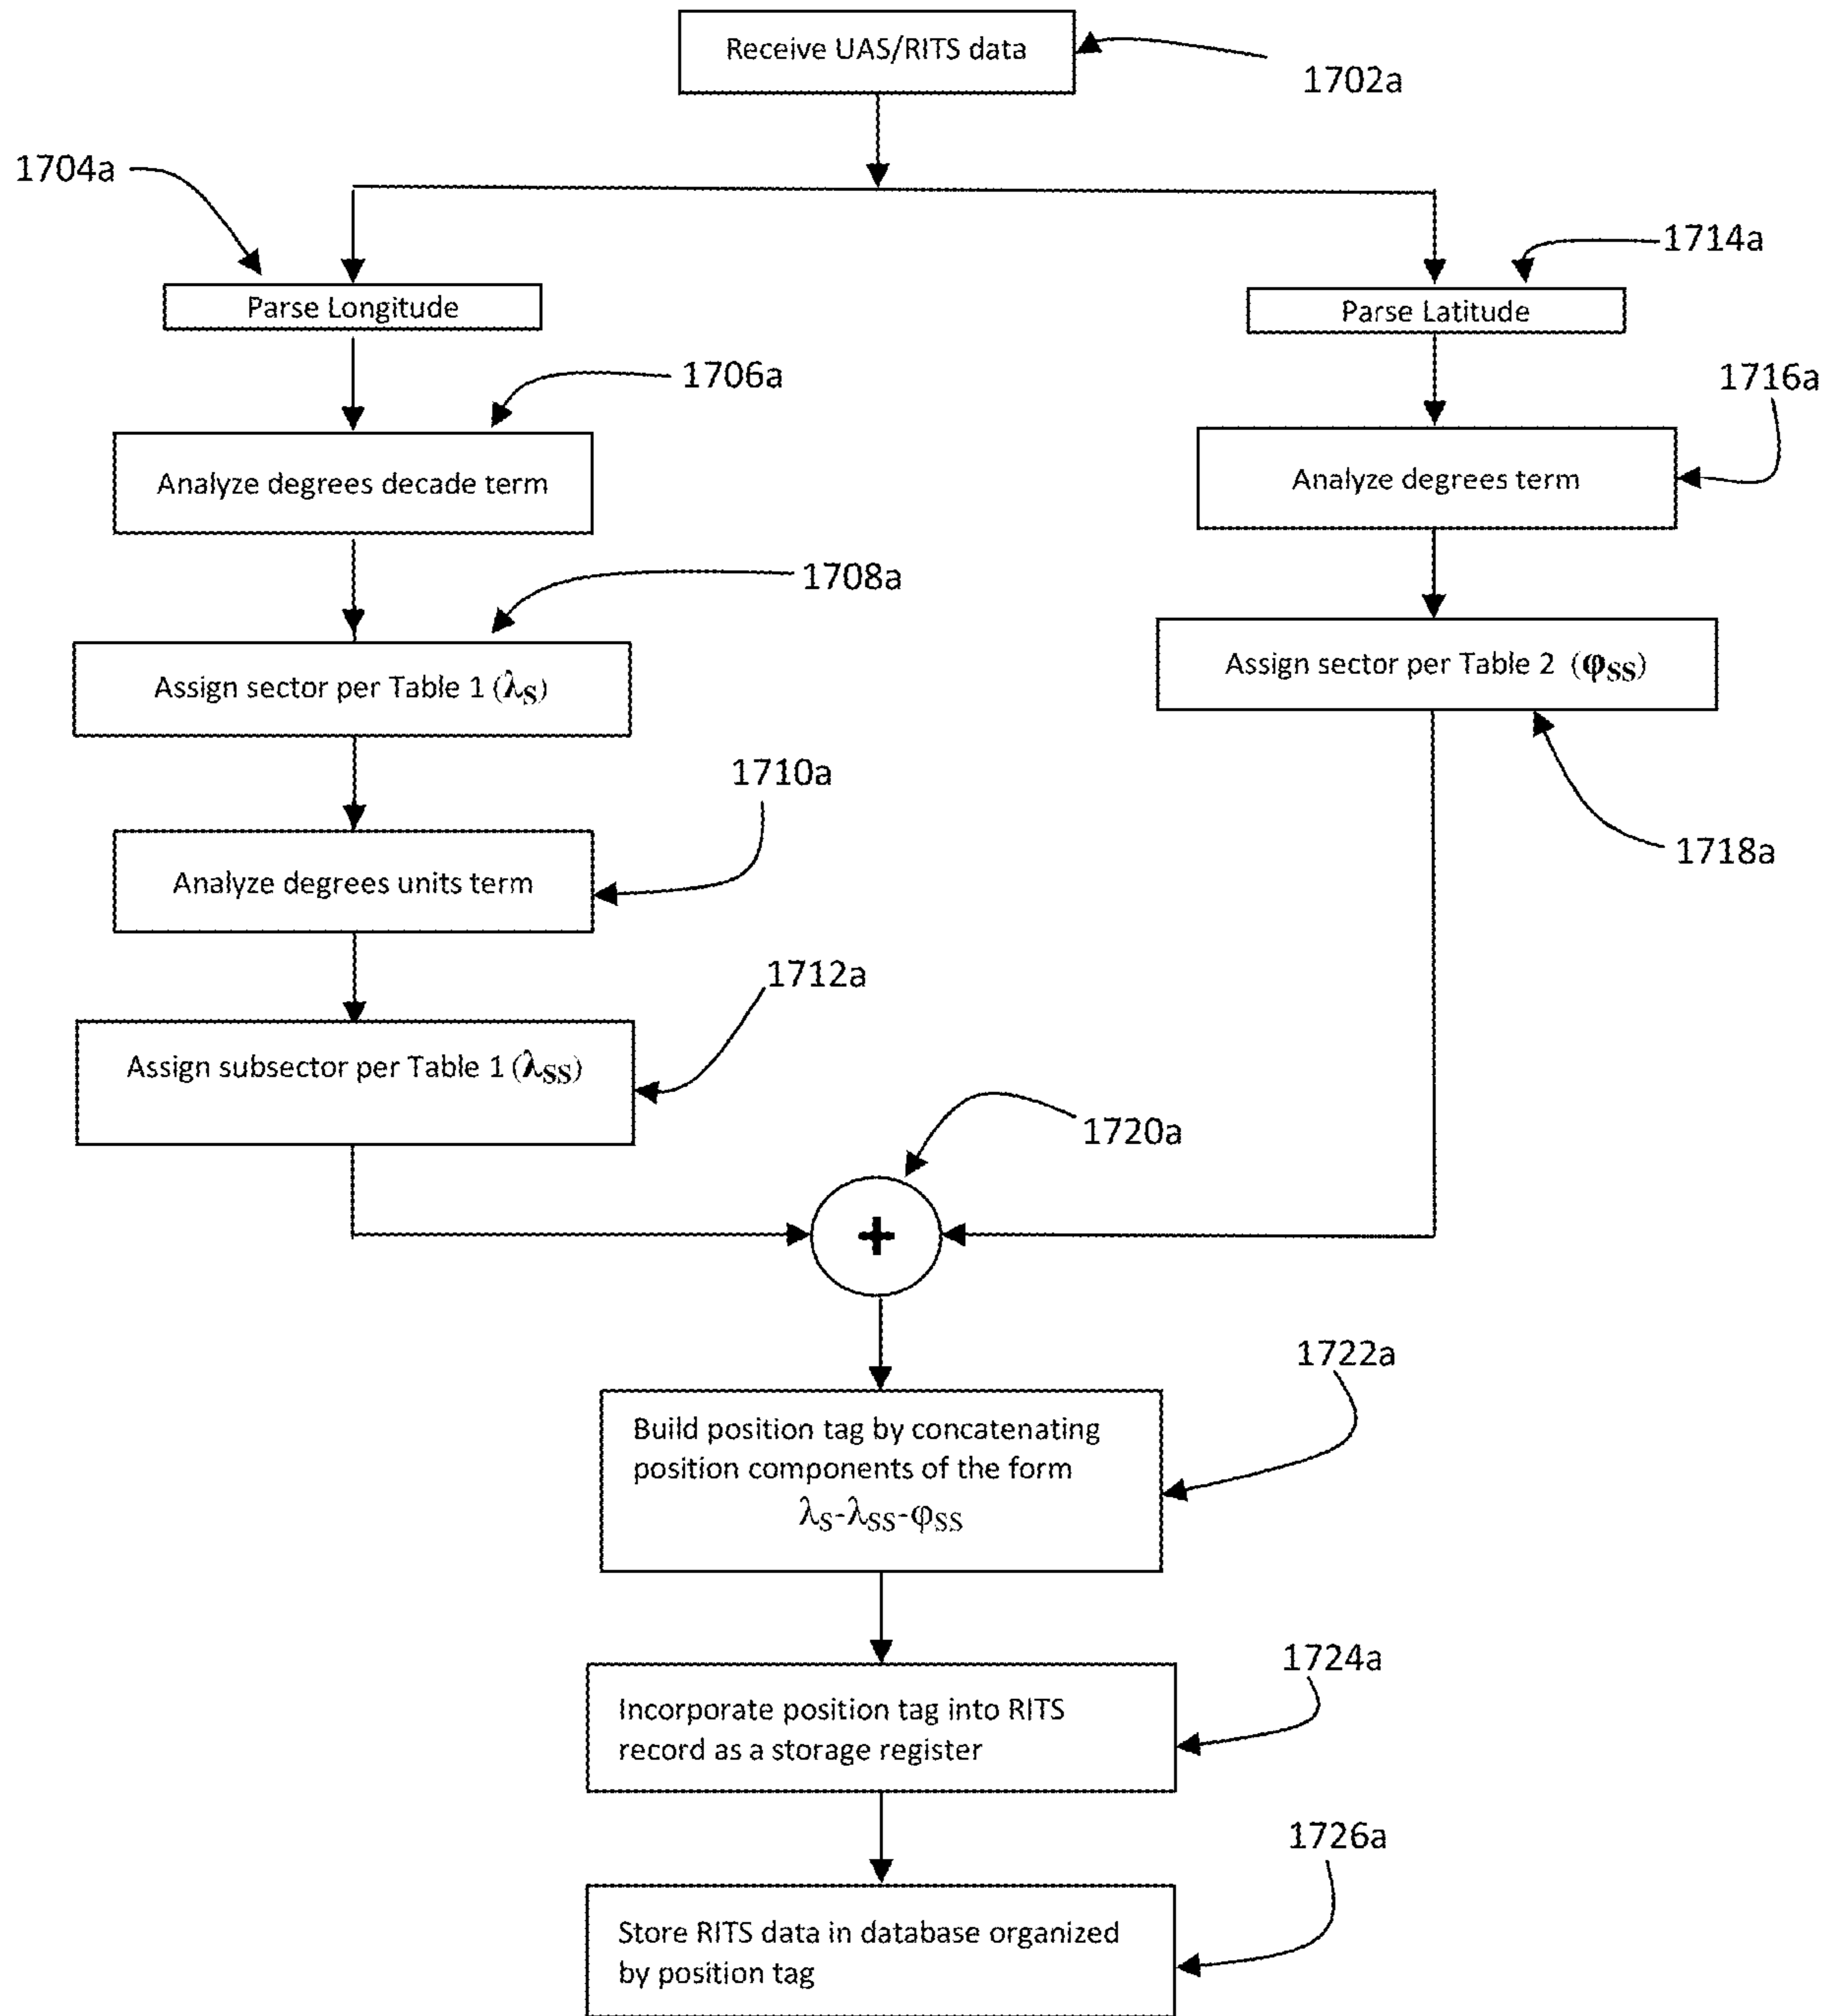 Receive UAS/RITS data
1702a
1704a
1714a
Parse Longitude
Parse Latitude
1706a
1716a
Analyze degrees decade term
Analyze degrees term
1708a
Assign sector per Table 1 (λS)
Assign sector per Table 2 (φSS)
1710a
1718a
Analyze degrees units term
1712a
Assign subsector per Table 1 (λSS)
1720a
+
1722a
Build position tag by concatenating
position components of the form
λS-λSS-φSS
1724a
Incorporate position tag into RITS
record as a storage register
1726a
Store RITS data in database organized
by position tag